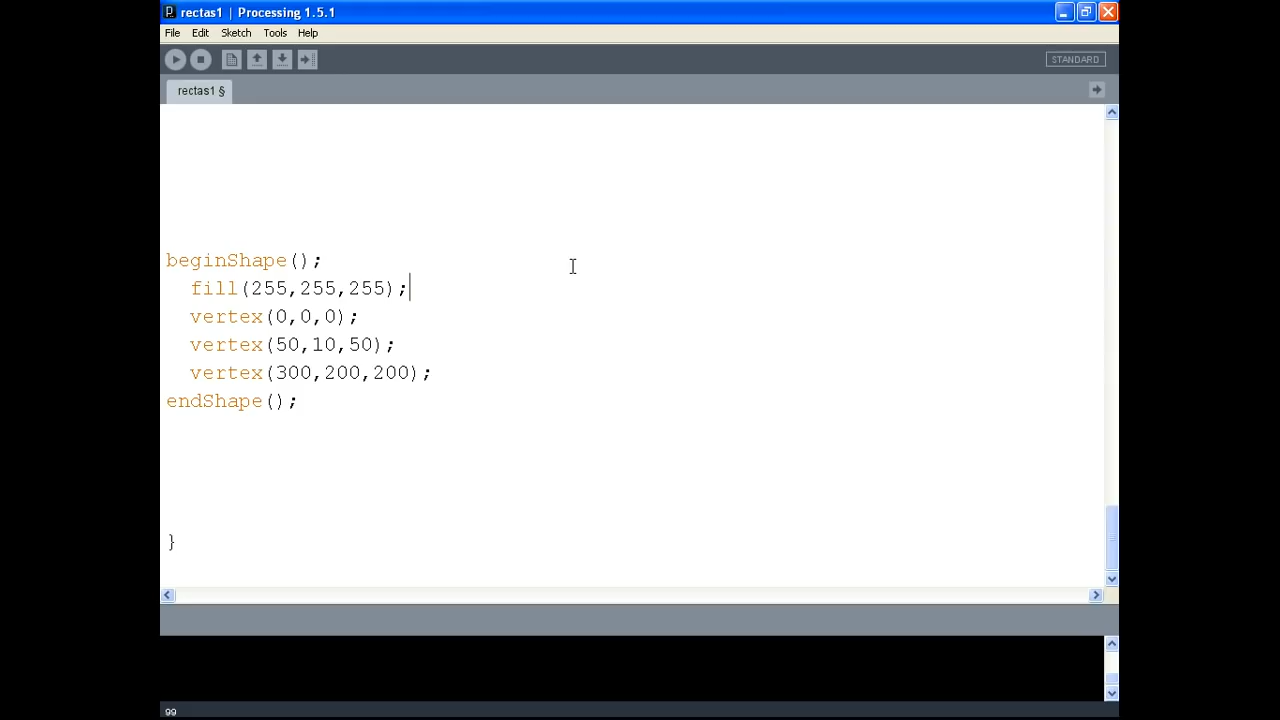 rectas1 | Processing 1.5.1
File Edit Sketch Tools Help
STANDARD
rectas1 §
beginShape();
fill(255,255,255);
vertex(0,0,0);
vertex(50,10,50);
vertex(300,200,200);
endShape();
}
99